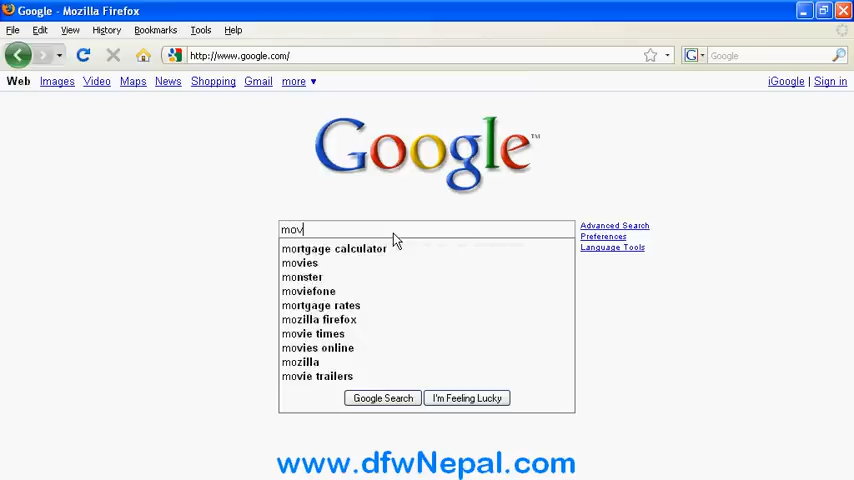 Google - Mozilla Firefox
File Edit View History Bookmarks Tools Help
http://www.google.com/ G Google
Web Images Video Maps News Shopping Gmail more ▼ iGoogle | Sign in
Google™
mov
Advanced Search
Preferences
Language Tools
mortgage calculator
movies
monster
moviefone
mortgage rates
mozilla firefox
movie times
movies online
mozilla
movie trailers
Google Search I'm Feeling Lucky
www.dfwNepal.com